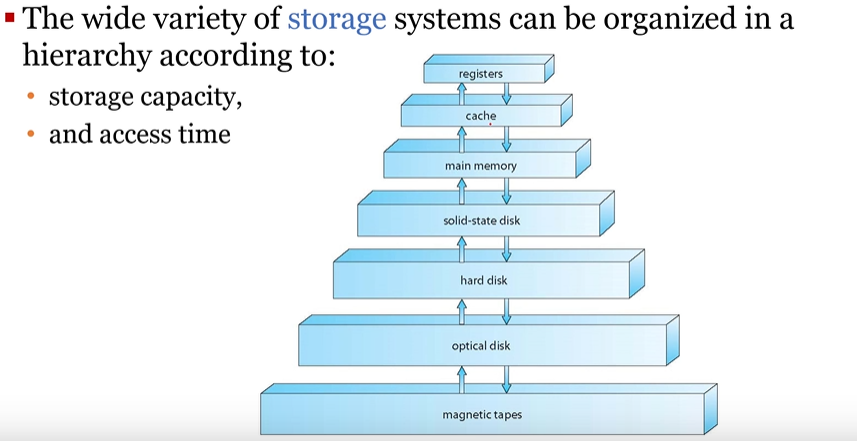 ▪ The wide variety of storage systems can be organized in a
hierarchy according to:
• storage capacity,
• and access time
registers
cache
main memory
solid-state disk
hard disk
optical disk
magnetic tapes